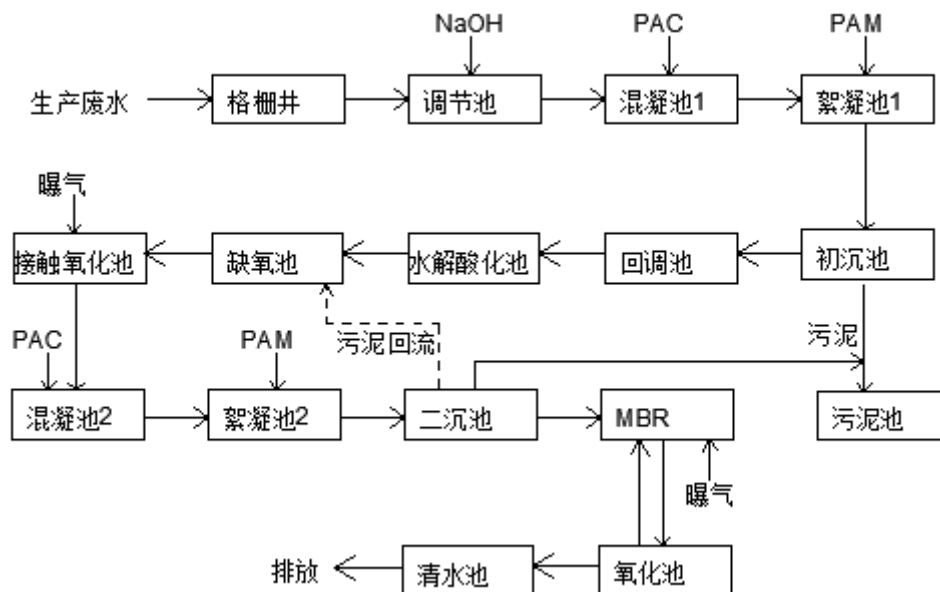 NaOH
PAC
PAM
生产废水
格栅井
调节池
混凝池1
絮凝池1
曝气
接触氧化池
缺氧池
水解酸化池
回调池
初沉池
PAC
PAM
污泥回流
污泥
混凝池2
絮凝池2
二沉池
MBR
污泥池
曝气
排放
清水池
氧化池